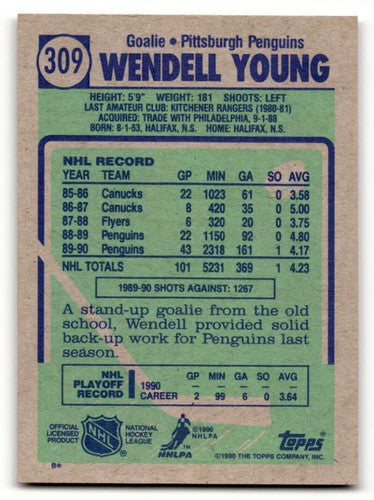 309
Goalie • Pittsburgh Penguins
WENDELL YOUNG
HEIGHT: 5'9" WEIGHT: 181 SHOOTS: LEFT
LAST AMATEUR CLUB: KITCHENER RANGERS (1980-81)
ACQUIRED: TRADE WITH PHILADELPHIA, 9-1-88
BORN: 8-1-63, HALIFAX, N.S. HOME: HALIFAX, N.S.
NHL RECORD
YEAR TEAM GP MIN GA SO AVG
85-86 Canucks 22 1023 61 0 3.58
86-87 Canucks 8 420 35 0 5.00
87-88 Flyers 6 320 20 0 3.75
88-89 Penguins 22 1150 92 0 4.80
89-90 Penguins 43 2318 161 1 4.17
NHL TOTALS 101 5231 369 1 4.23
1989-90 SHOTS AGAINST: 1267
A stand-up goalie from the old
school, Wendell provided solid
back-up work for Penguins last
season.
NHL PLAYOFF RECORD
GP MIN GA SO AVG
1990 — — — — —
CAREER 2 99 6 0 3.64
OFFICIAL LICENSED PRODUCT
NHL
NATIONAL HOCKEY LEAGUE
©1990 NHLPA
NHLPA
Topps
©1990 THE TOPPS COMPANY, INC.
B*